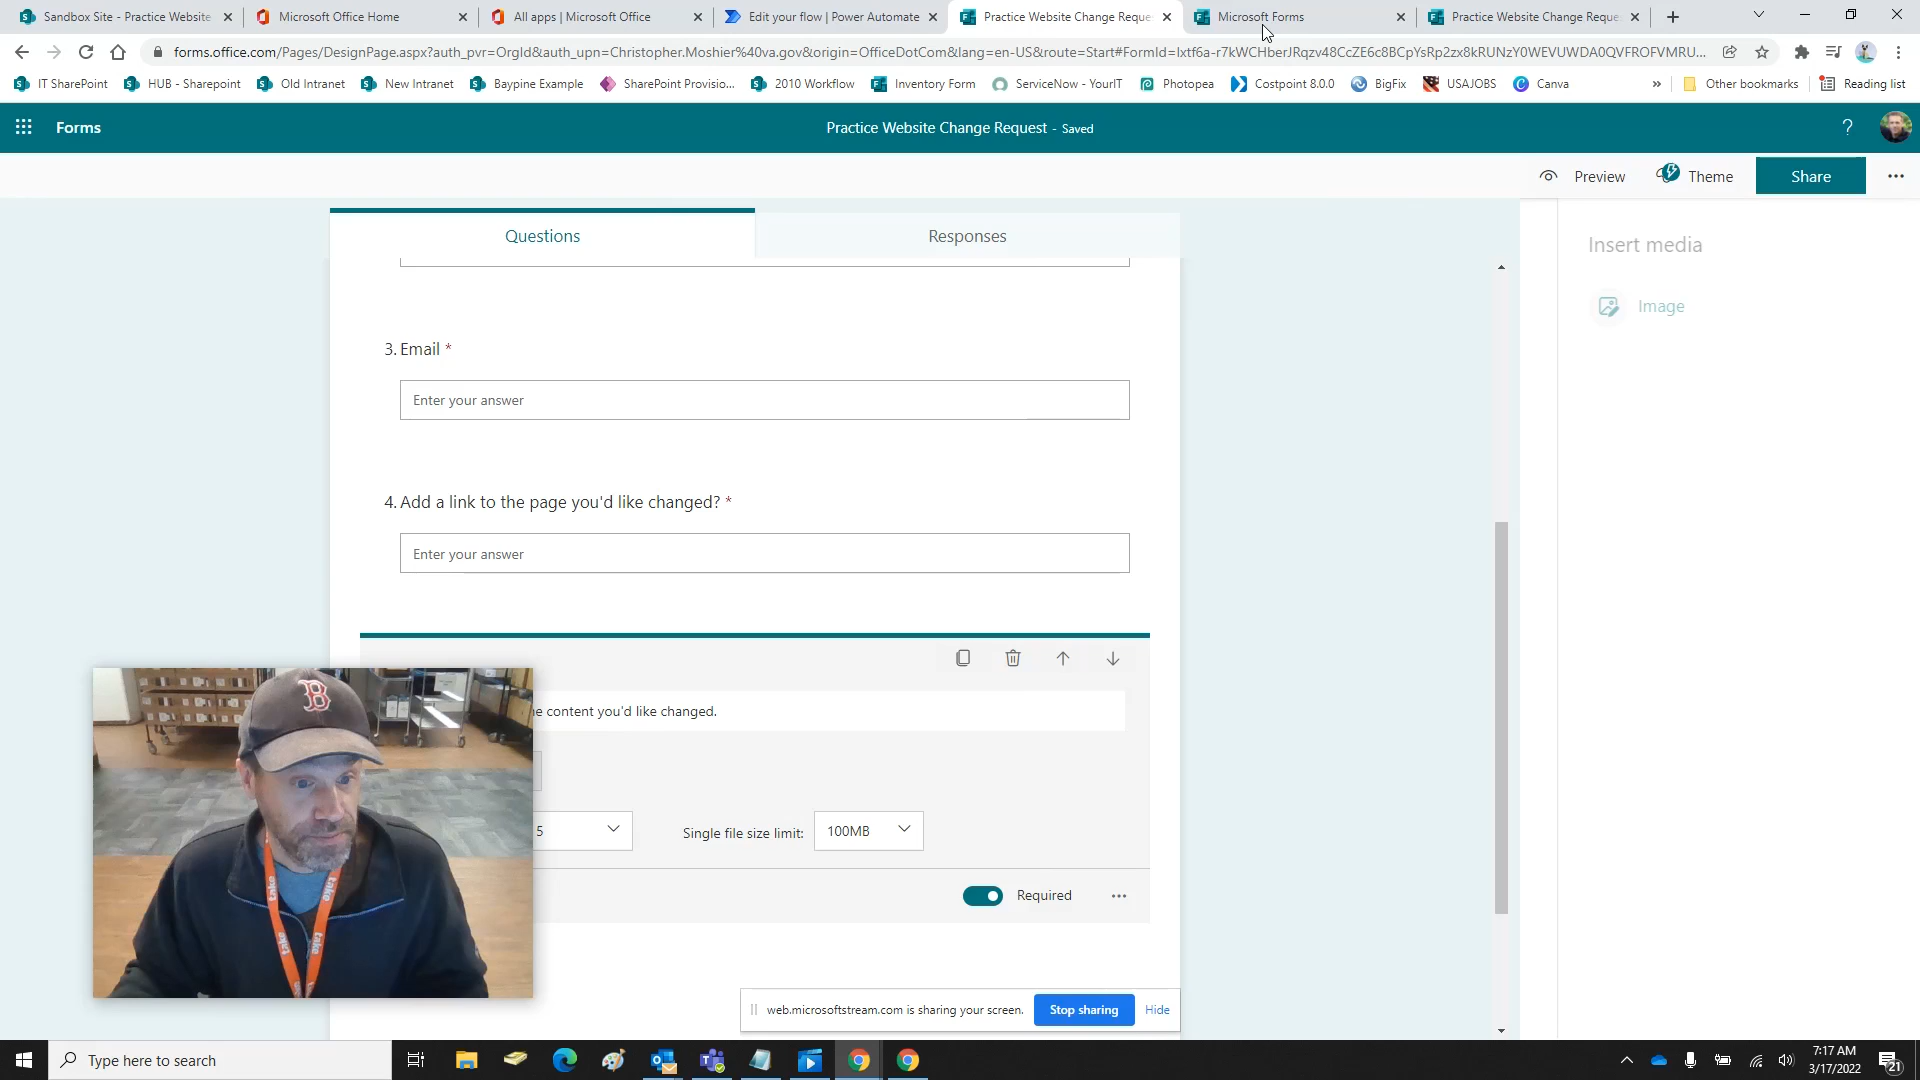 Sandbox Site - Practice Website
Microsoft Office Home
All apps | Microsoft Office
Edit your flow | Power Automate
Practice Website Change Reque
Microsoft Forms
Practice Website Change Reque
forms.office.com/Pages/DesignPage.aspx?auth_pvr=OrgId&auth_upn=Christopher.Moshier%40va.gov&origin=OfficeDotCom&lang=en-US&route=Start#FormId=Ixtf6a-r7kWCHberJRqzv48CcZE6c8BCpYsRp2zx8kRUNzY0WEVUWDA0QVFROFVMRU...
IT SharePoint
HUB - Sharepoint
Old Intranet
New Intranet
Baypine Example
SharePoint Provisio...
2010 Workflow
Inventory Form
ServiceNow - YourIT
Photopea
Costpoint 8.0.0
BigFix
USAJOBS
Canva
»
Other bookmarks
Reading list
Forms
Practice Website Change Request - Saved
?
Preview
Theme
Share
Questions
Responses
Insert media
Image
3. Email *
Enter your answer
4. Add a link to the page you'd like changed? *
Enter your answer
he content you'd like changed.
5
Single file size limit:
100MB
Required
B
take
take
web.microsoftstream.com is sharing your screen.
Stop sharing
Hide
Type here to search
7:17 AM
3/17/2022
21